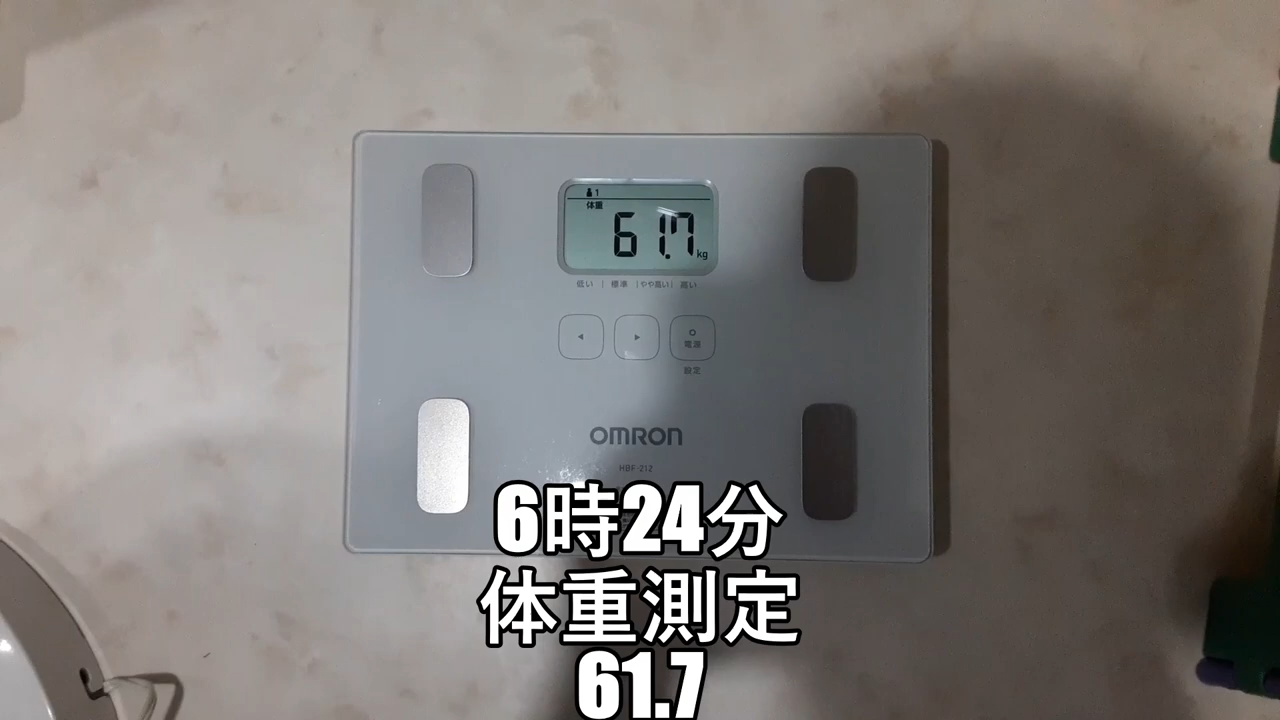 1
体重
61.7 kg
低い | 標準 | やや高い | 高い
電源
設定
OMRON
HBF-212
6時24分
体重測定
61.7